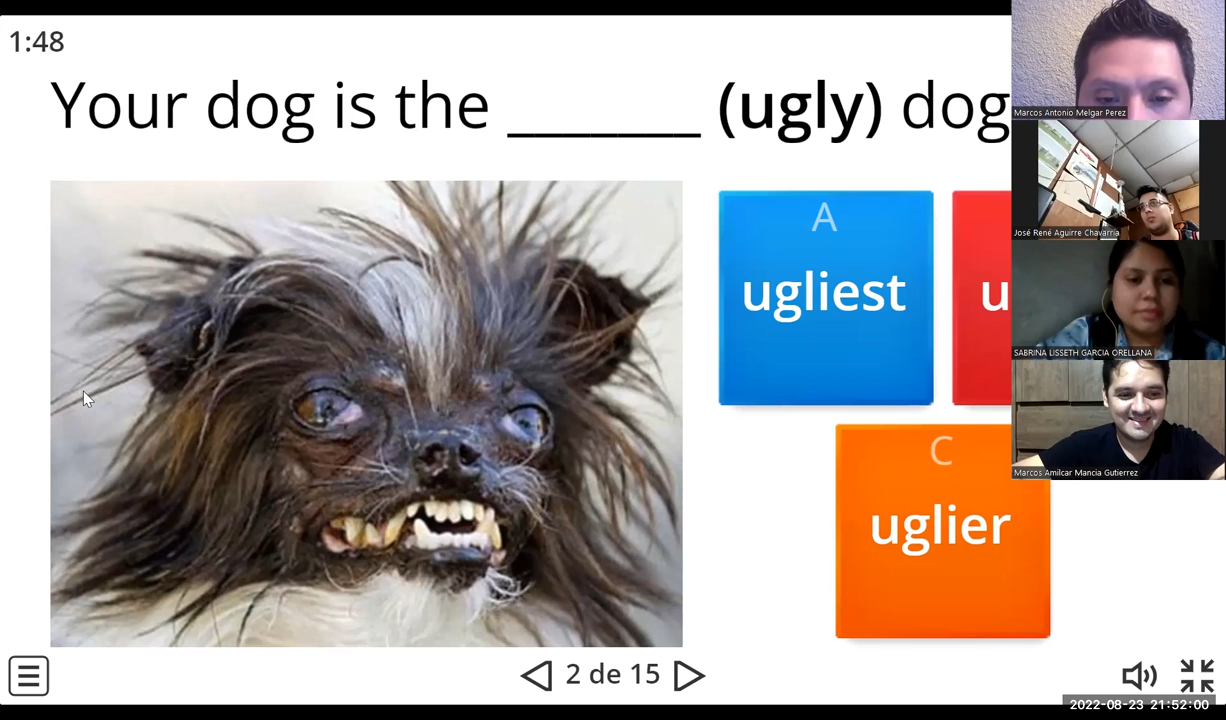 1:48
Your dog is the _______ (ugly) dog
A
ugliest
C
uglier
2 de 15
Marcos Antonio Melgar Perez
José René Aguirre Chavarría
SABRINA LISSETH GARCIA ORELLANA
Marcos Amilcar Mancia Gutierrez
2022-08-23 21:52:00